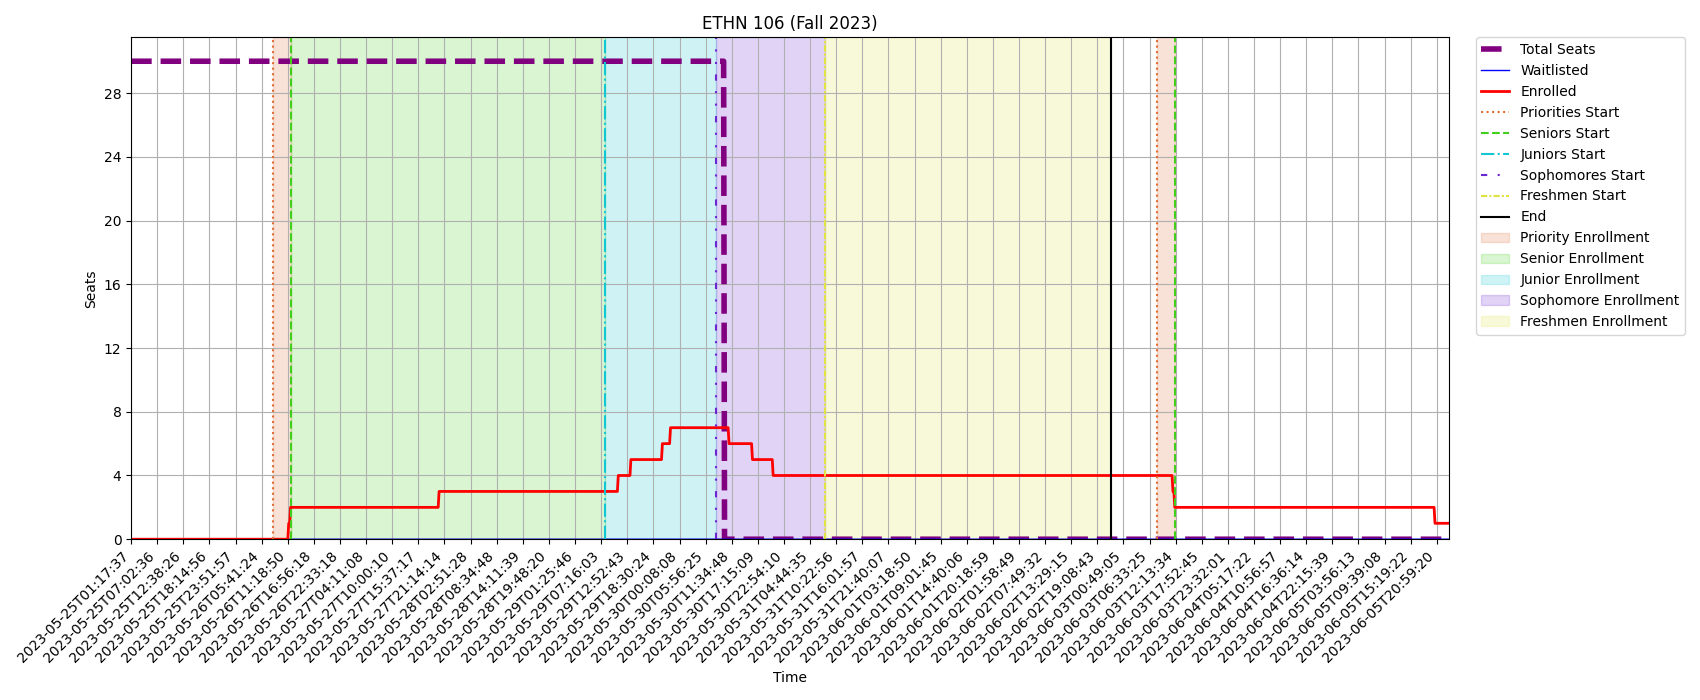 ETHN 106 (Fall 2023)
Seats
28
24
20
16
12
8
4
0
2023-05-25T01:17:37
2023-05-25T07:02:36
2023-05-25T12:38:26
2023-05-25T18:14:56
2023-05-25T23:51:57
2023-05-26T05:41:24
2023-05-26T11:18:50
2023-05-26T16:56:18
2023-05-26T22:33:18
2023-05-27T04:11:08
2023-05-27T10:00:10
2023-05-27T15:37:17
2023-05-27T21:14:14
2023-05-28T02:51:28
2023-05-28T08:34:48
2023-05-28T14:11:39
2023-05-28T19:48:20
2023-05-29T01:25:46
2023-05-29T07:16:03
2023-05-29T12:52:43
2023-05-29T18:30:24
2023-05-30T00:08:08
2023-05-30T05:56:25
2023-05-30T11:34:48
2023-05-30T17:15:09
2023-05-30T22:54:10
2023-05-31T04:44:35
2023-05-31T10:22:56
2023-05-31T16:01:57
2023-05-31T21:40:07
2023-06-01T03:18:50
2023-06-01T09:01:45
2023-06-01T14:40:06
2023-06-01T20:18:59
2023-06-02T01:58:49
2023-06-02T07:49:32
2023-06-02T13:29:15
2023-06-02T19:08:43
2023-06-03T00:49:05
2023-06-03T06:33:25
2023-06-03T12:13:34
2023-06-03T17:52:45
2023-06-03T23:32:01
2023-06-04T05:17:22
2023-06-04T10:56:57
2023-06-04T16:36:14
2023-06-04T22:15:39
2023-06-05T03:56:13
2023-06-05T09:39:08
2023-06-05T15:19:22
2023-06-05T20:59:20
Time
Total Seats
Waitlisted
Enrolled
Priorities Start
Seniors Start
Juniors Start
Sophomores Start
Freshmen Start
End
Priority Enrollment
Senior Enrollment
Junior Enrollment
Sophomore Enrollment
Freshmen Enrollment